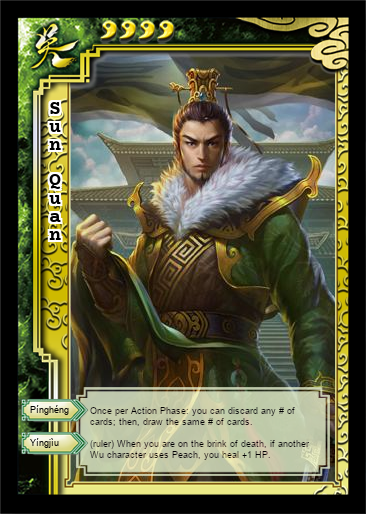 吴
Sun Quan
Pínghéng
Once per Action Phase: you can discard any # of
cards; then, draw the same # of cards.
Yíngjìu
(ruler) When you are on the brink of death, if another
Wu character uses Peach, you heal +1 HP.